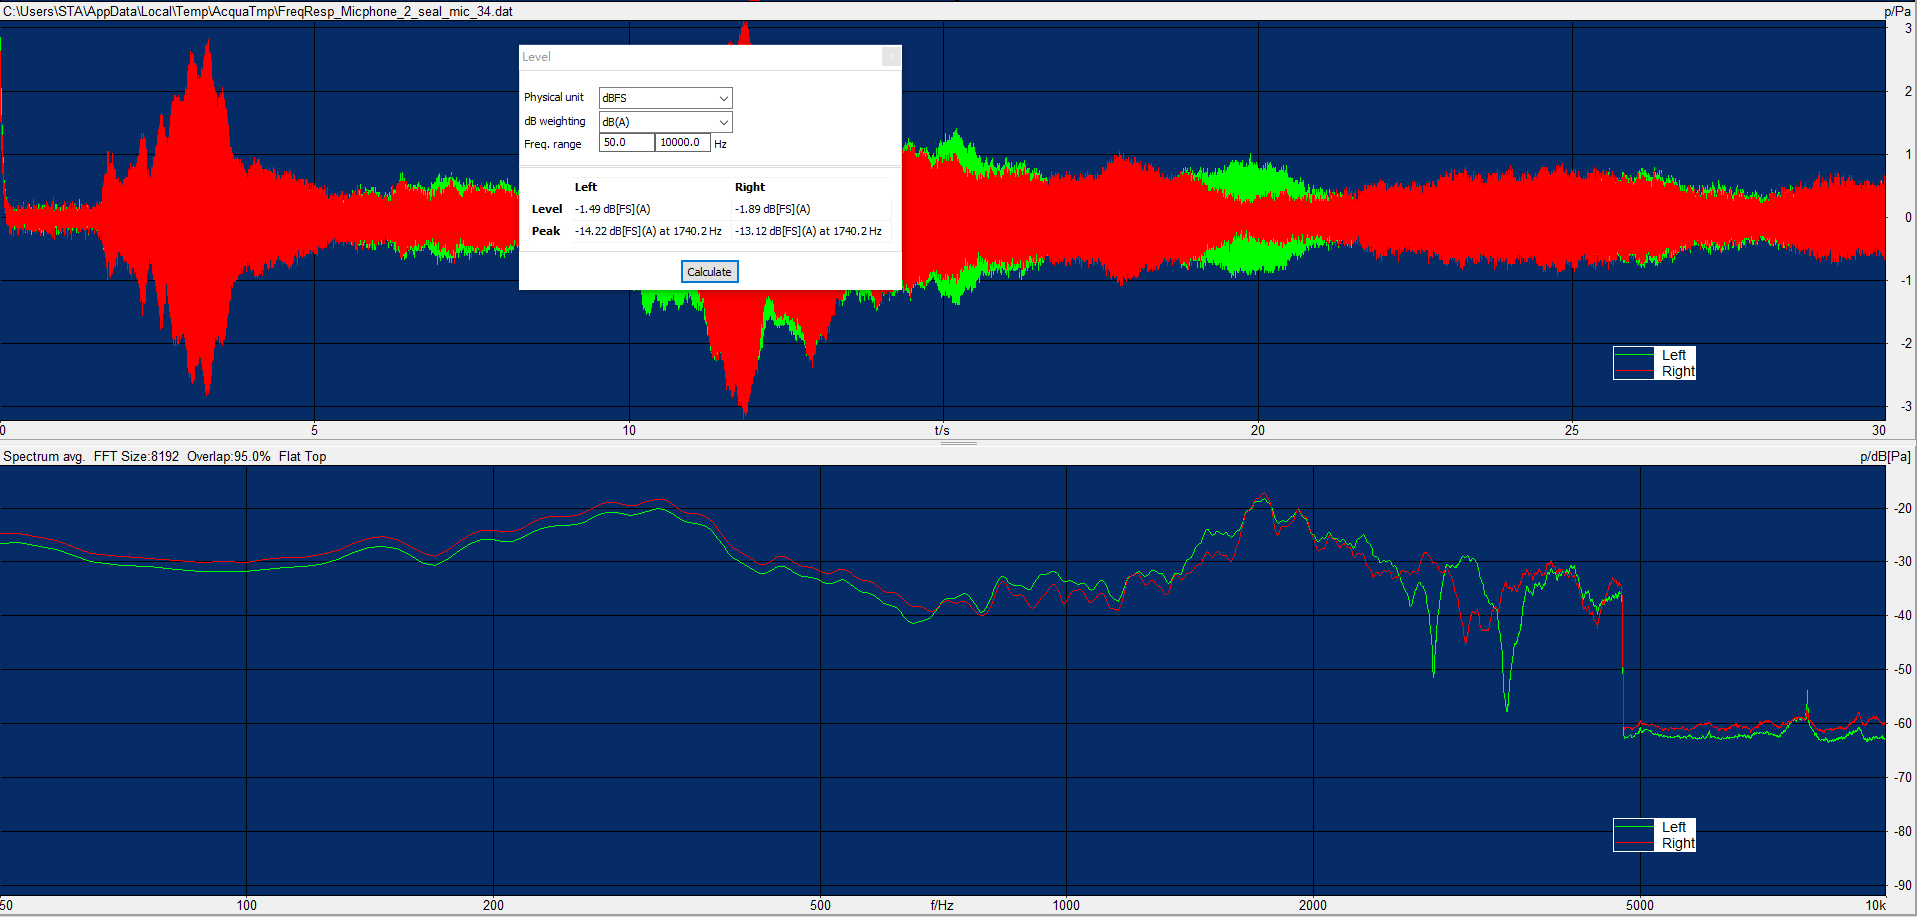 C:\Users\STA\AppData\Local\Temp\AcquaTmp\FreqResp_Micphone_2_seal_mic_34.dat
p/Pa
3
2
1
0
-1
-2
-3
Level
Physical unit dBFS
dB weighting dB(A)
Freq. range 50.0 10000.0 Hz
Left Right
Level -1.49 dB[FS](A) -1.89 dB[FS](A)
Peak -14.22 dB[FS](A) at 1740.2 Hz -13.12 dB[FS](A) at 1740.2 Hz
Calculate
Left
Right
0 5 10 t/s 20 25 30
Spectrum avg. FFT Size:8192 Overlap:95.0% Flat Top
p/dB[Pa]
-20
-30
-40
-50
-60
-70
-80
-90
Left
Right
50 100 200 500 f/Hz 1000 2000 5000 10k